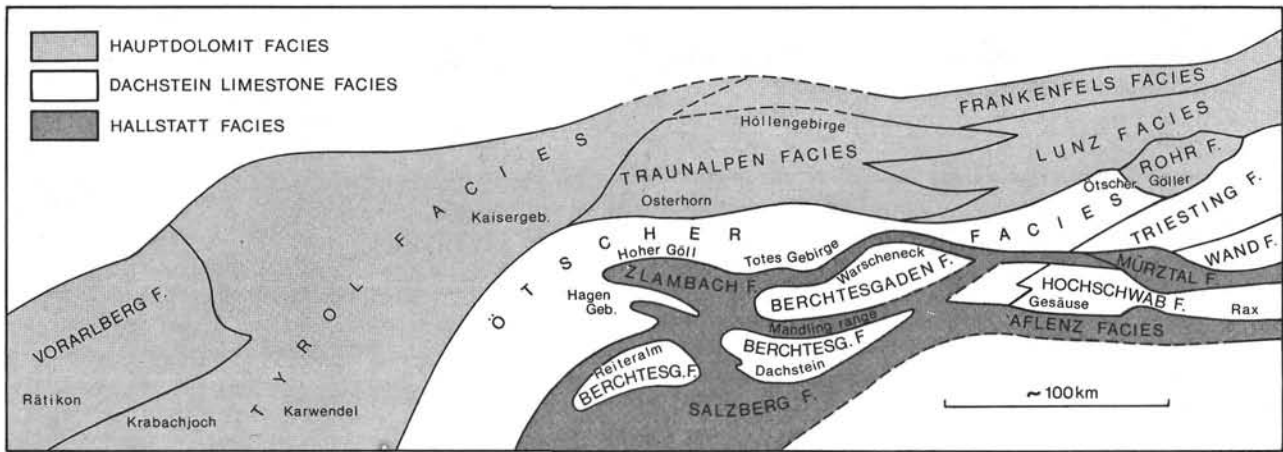 HAUPTDOLOMIT FACIES
DACHSTEIN LIMESTONE FACIES
HALLSTATT FACIES
FRANKENFELS FACIES
LUNZ FACIES
Höllengebirge
TRAUNALPEN FACIES
Osterhorn
ROHR F.
Ötscher
Göller
TYROL FACIES
Kaisergeb.
ÖTSCHER FACIES
TRIESTING F.
WAND F.
Hoher Göll
Totes Gebirge
Warscheneck
ZLAMBACH F.
BERCHTESGADEN F.
MÜRZTAL F.
HOCHSCHWAB F.
Gesäuse
Rax
Hagen
Geb.
Mandling range
AFLENZ FACIES
BERCHTESG. F
Dachstein
Reiteralm
BERCHTESG. F.
SALZBERG F.
VORARLBERG F.
Rätikon
Krabachjoch
Karwendel
~ 100km